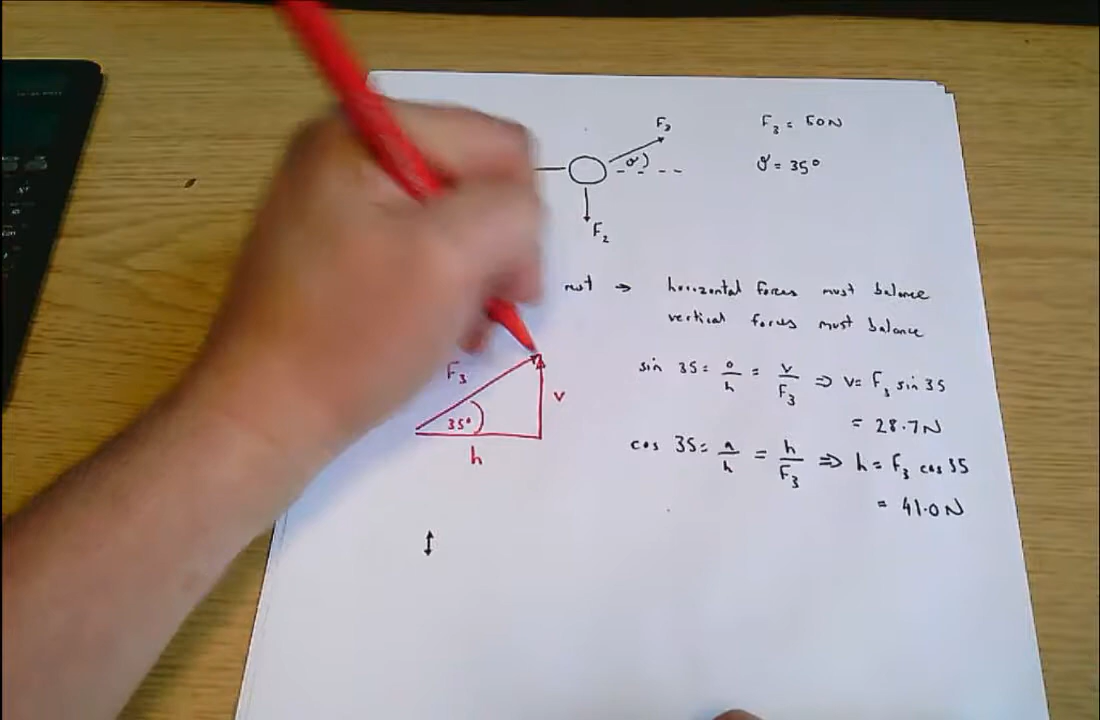 F₃
F₃ = 50N
θ)
θ = 35°
F₂
horizontal forces must balance
vertical forces must balance
sin 35 = o/h = v/F₃ ⇒ v = F₃ sin 35
= 28.7N
cos 35 = a/h = h/F₃ ⇒ h = F₃ cos 35
= 41.0N
F₃
v
35°
h